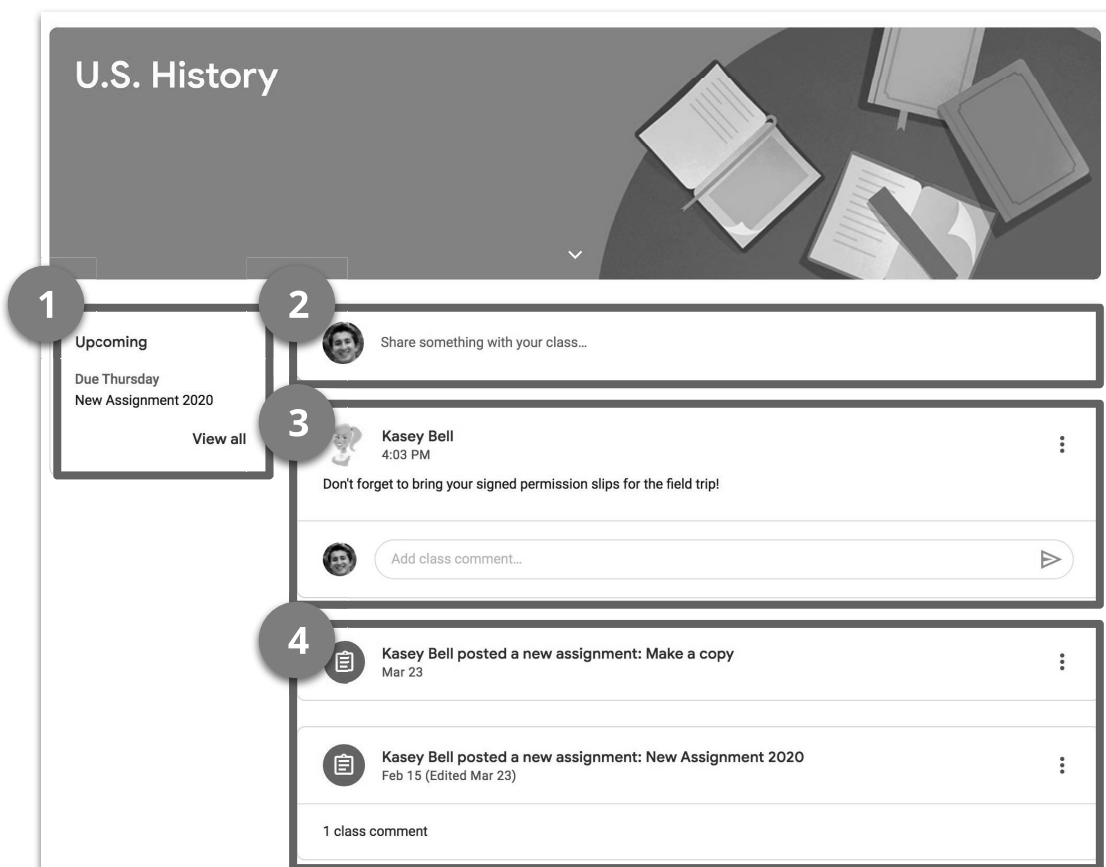 U.S. History
1
Upcoming
Due Thursday
New Assignment 2020
View all
2
Share something with your class...
3
Kasey Bell
4:03 PM
Don't forget to bring your signed permission slips for the field trip!
Add class comment...
4
Kasey Bell posted a new assignment: Make a copy
Mar 23
Kasey Bell posted a new assignment: New Assignment 2020
Feb 15 (Edited Mar 23)
1 class comment